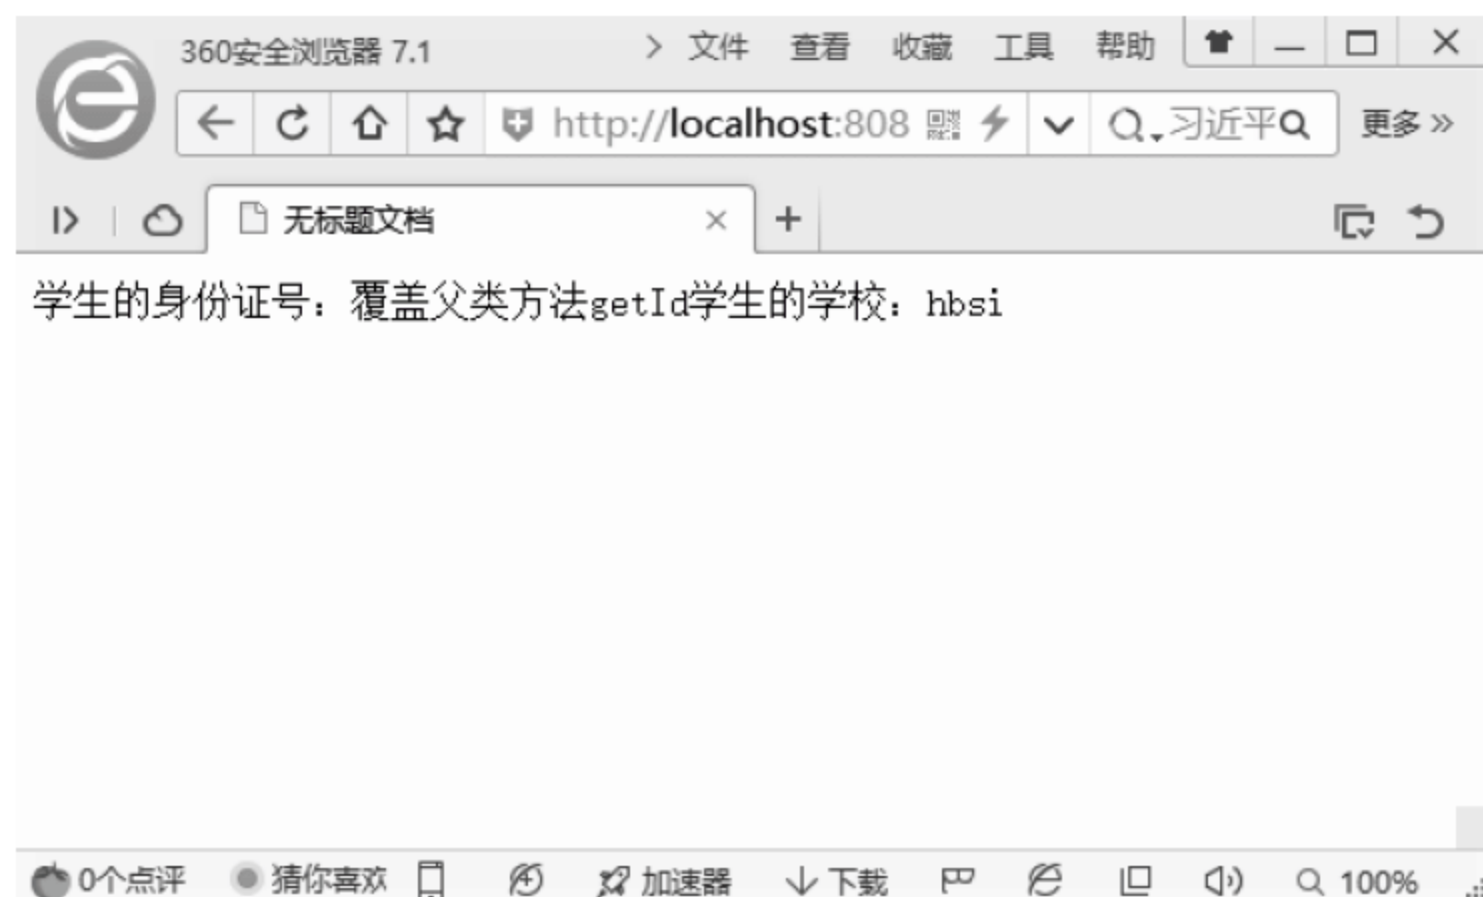 360安全浏览器 7.1
文件 查看 收藏 工具 帮助
http://localhost:808 习近平 更多
无标题文档
学生的身份证号：覆盖父类方法getId学生的学校：hbsi
0个点评 猜你喜欢 加速器 下载 100%